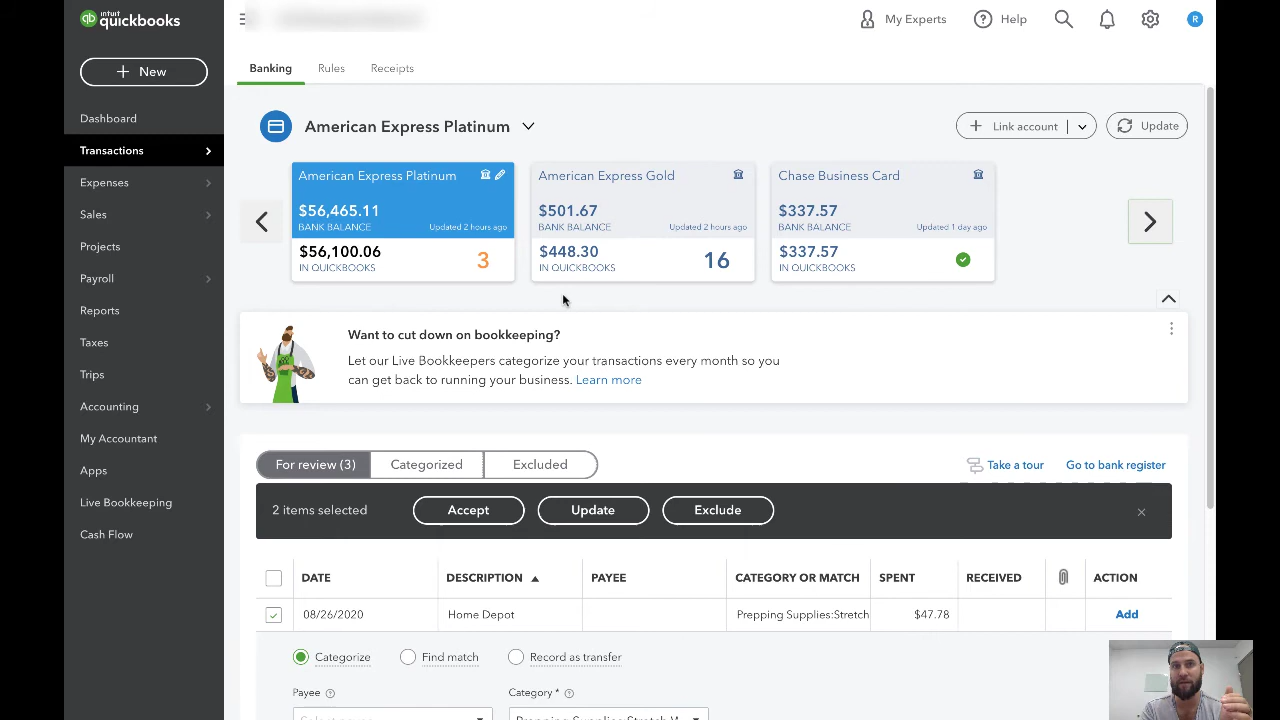 intuit
quickbooks
My Experts
Help
R
+ New
Dashboard
Transactions
Expenses
Sales
Projects
Payroll
Reports
Taxes
Trips
Accounting
My Accountant
Apps
Live Bookkeeping
Cash Flow
Banking Rules Receipts
American Express Platinum
+ Link account
Update
American Express Platinum
$56,465.11
BANK BALANCE Updated 2 hours ago
$56,100.06
IN QUICKBOOKS
3
American Express Gold
$501.67
BANK BALANCE Updated 2 hours ago
$448.30
IN QUICKBOOKS
16
Chase Business Card
$337.57
BANK BALANCE Updated 1 day ago
$337.57
IN QUICKBOOKS
Want to cut down on bookkeeping?
Let our Live Bookkeepers categorize your transactions every month so you
can get back to running your business. Learn more
For review (3) Categorized Excluded
Take a tour Go to bank register
2 items selected Accept Update Exclude
DATE DESCRIPTION PAYEE CATEGORY OR MATCH SPENT RECEIVED ACTION
08/26/2020 Home Depot Prepping Supplies:Stretch $47.78 Add
Categorize Find match Record as transfer
Payee Category *
Prepping Supplies:Stretch